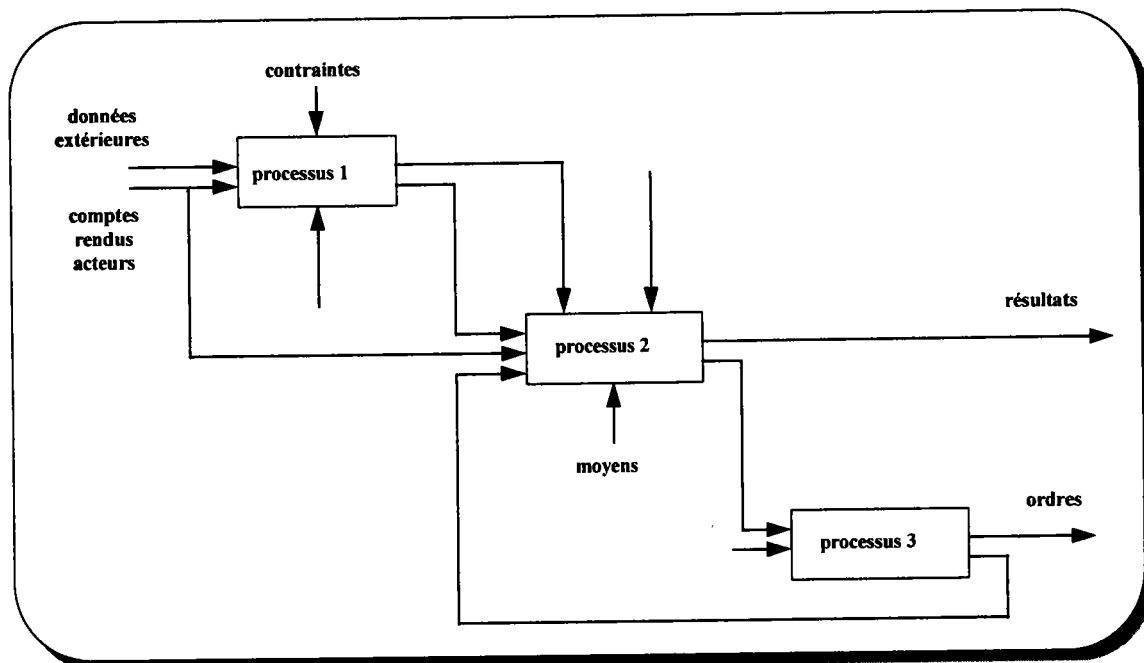 contraintes
données
extérieures
processus 1
comptes
rendus
acteurs
résultats
processus 2
moyens
ordres
processus 3